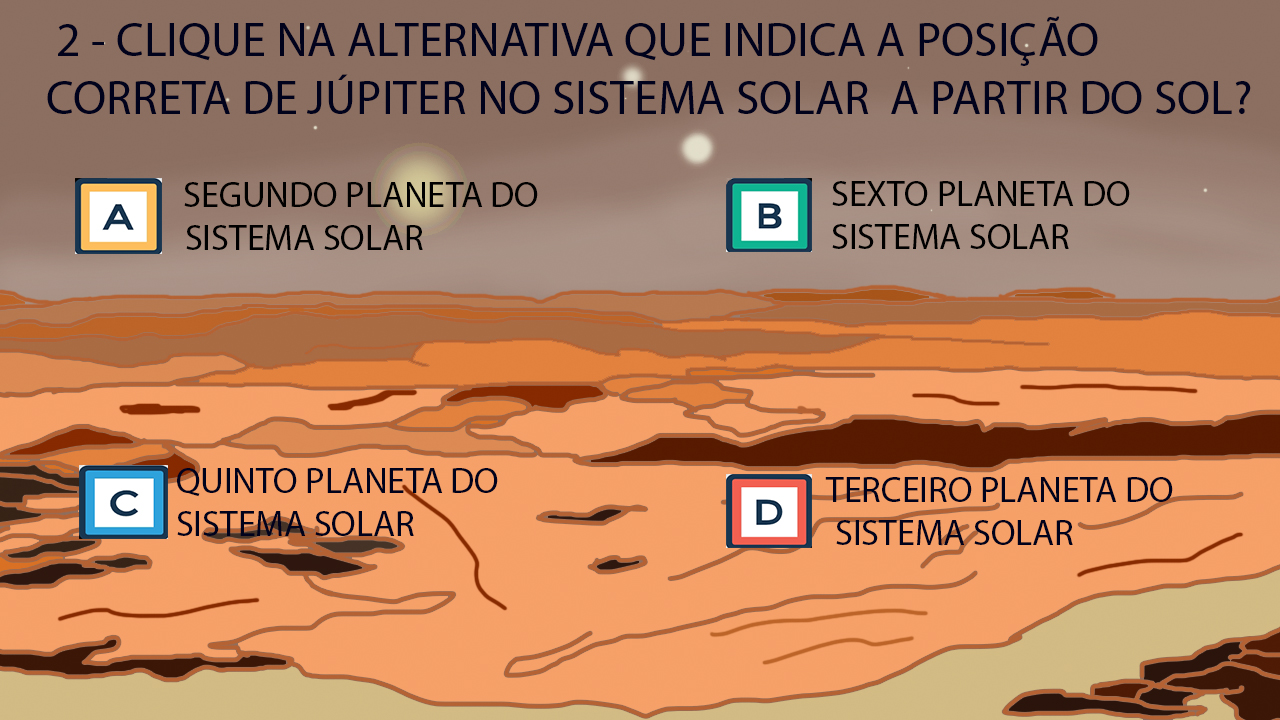 2 - CLIQUE NA ALTERNATIVA QUE INDICA A POSIÇÃO
CORRETA DE JÚPITER NO SISTEMA SOLAR A PARTIR DO SOL?
A
SEGUNDO PLANETA DO
SISTEMA SOLAR
B
SEXTO PLANETA DO
SISTEMA SOLAR
C
QUINTO PLANETA DO
SISTEMA SOLAR
D
TERCEIRO PLANETA DO
SISTEMA SOLAR